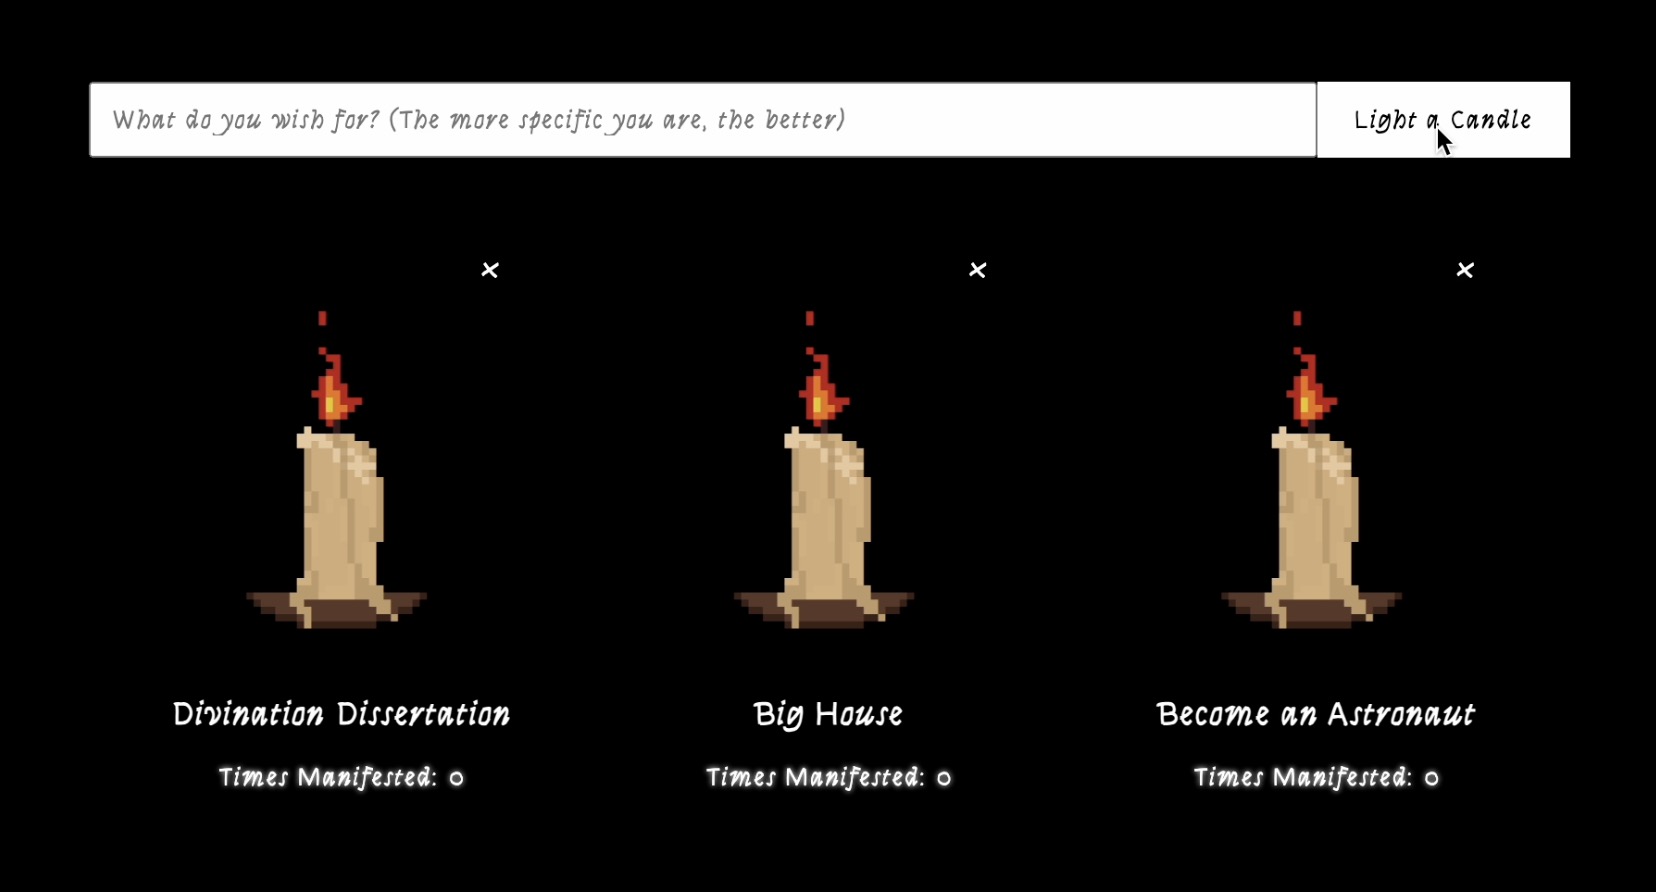 What do you wish for? (The more specific you are, the better)
Light a Candle
×
×
×
Divination Dissertation
Big House
Become an Astronaut
Times Manifested: 0
Times Manifested: 0
Times Manifested: 0